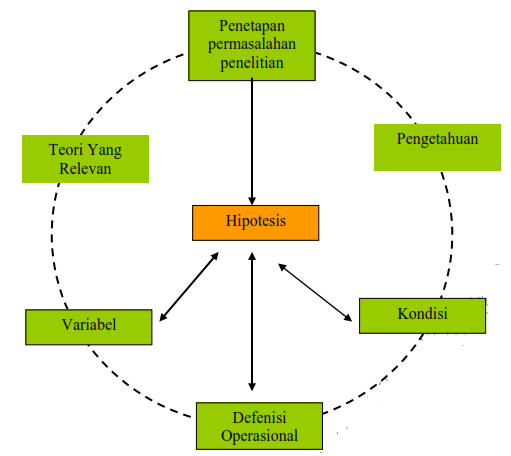 Penetapan
permasalahan
penelitian
Teori Yang
Relevan
Pengetahuan
Hipotesis
Variabel
Kondisi
Defenisi
Operasional